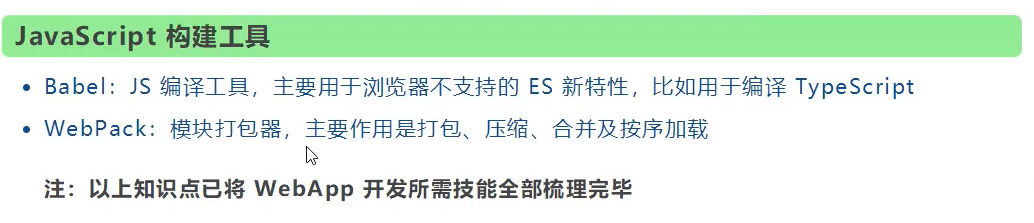 JavaScript 构建工具
Babel：JS 编译工具，主要用于浏览器不支持的 ES 新特性，比如用于编译 TypeScript
WebPack：模块打包器，主要作用是打包、压缩、合并及按序加载
注：以上知识点已将 WebApp 开发所需技能全部梳理完毕